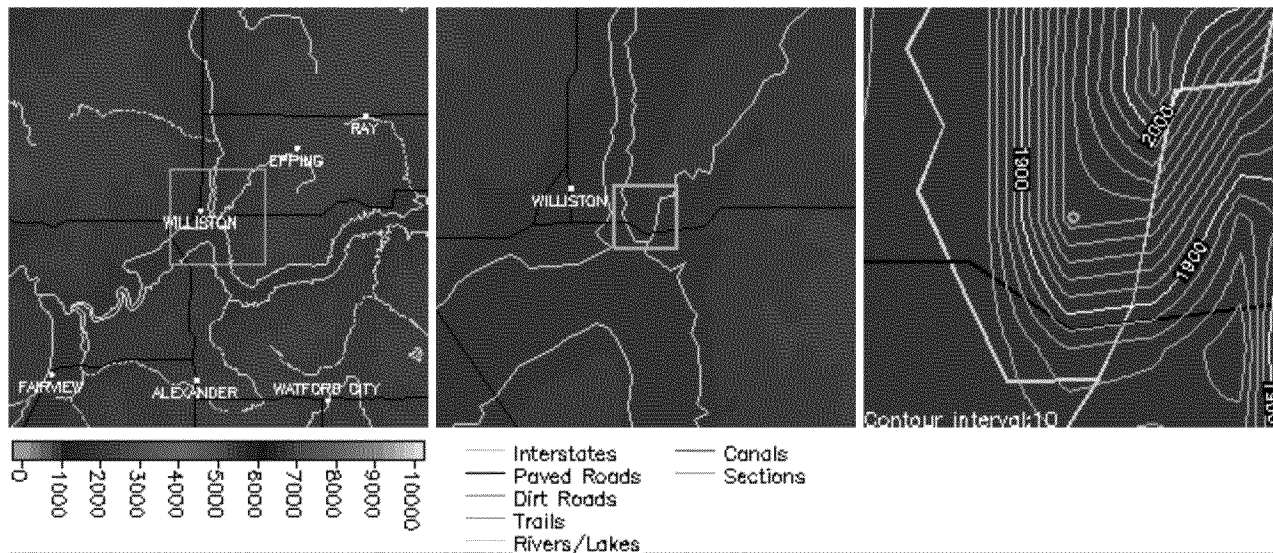 RAY
EPPING
WILLISTON
FAIRVIEW
ALEXANDER
WATFORD CITY
WILLISTON
2000
1900
1900
Contour interval:10
0
1000
2000
3000
4000
5000
6000
7000
8000
9000
10000
Interstates
Paved Roads
Dirt Roads
Trails
Rivers/Lakes
Canals
Sections